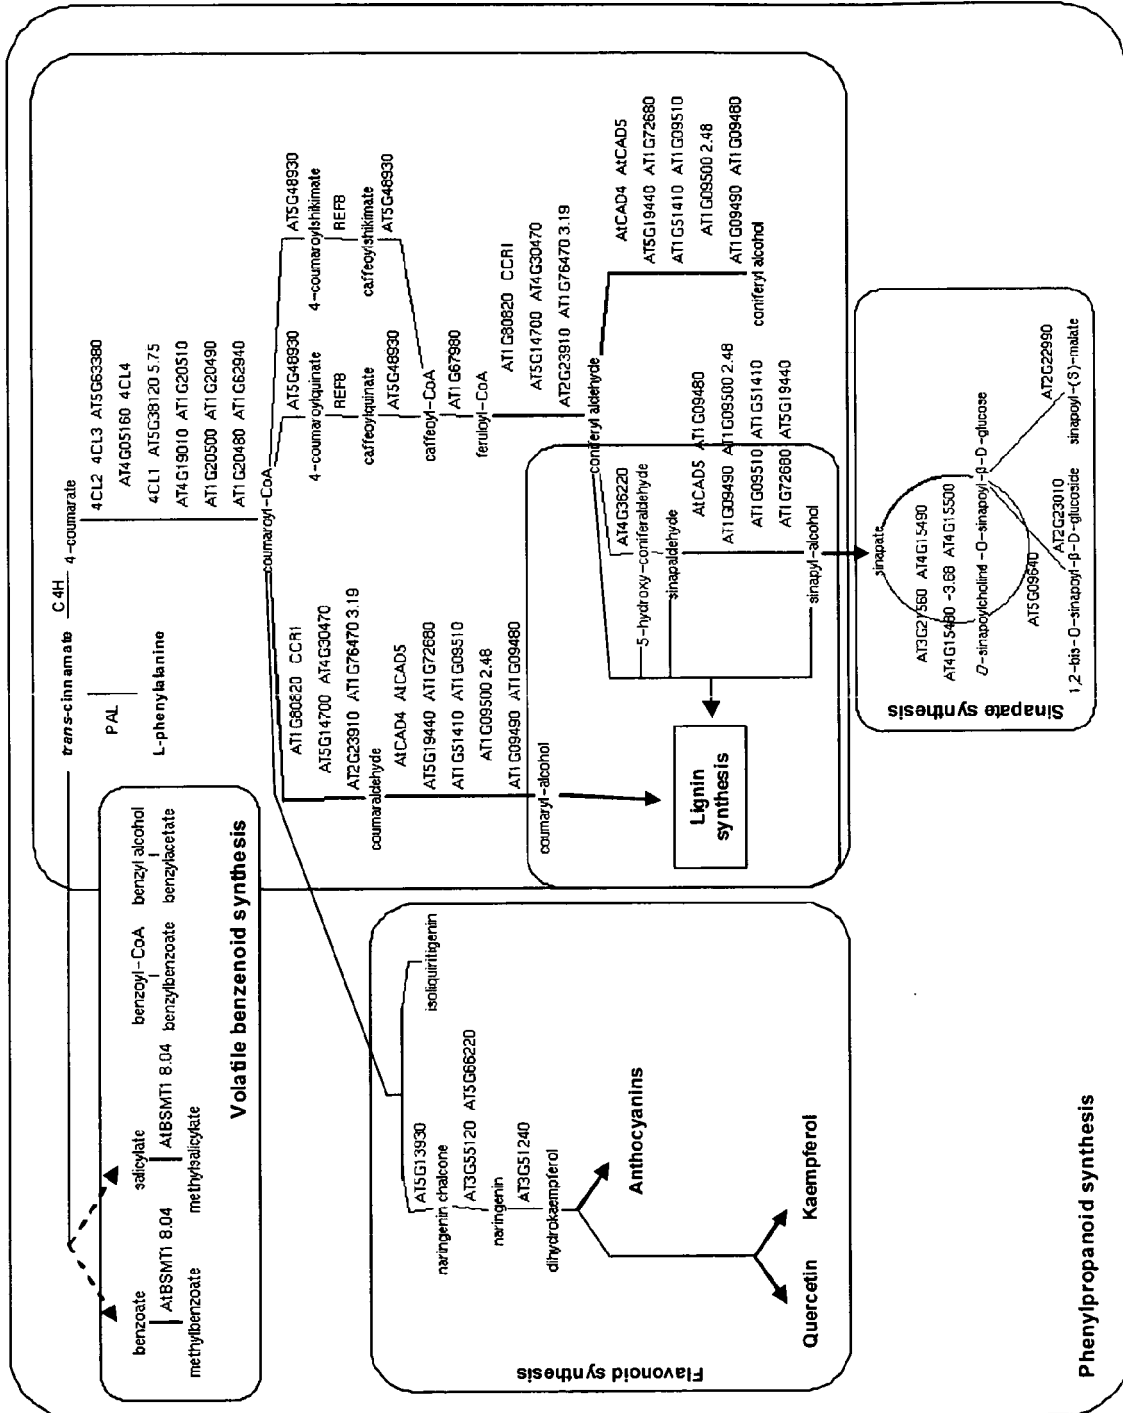 trans-cinnamate C4H 4-coumarate
PAL
L-phenylalanine
4CL2 4CL3 AT5G63380
AT4G05160 4CL4
4CL1 AT5G38120 5.75
AT4G19010 AT1G20510
AT1G20500 AT1G20490
AT1G20480 AT1G62940
coumaroyl-CoA
benzoate
AtBSMT1 8.04
methylbenzoate
salicylate
AtBSMT1 8.04
methylsalicylate
benzoyl-CoA
benzylbenzoate
benzyl alcohol
benzylacetate
Volatile benzenoid synthesis
AT1G80820 CCR1
AT5G14700 AT4G30470
AT2G23910 AT1G76470 3.19
coumaraldehyde
AtCAD4 AtCAD5
AT5G19440 AT1G72680
AT1G51410 AT1G09510
AT1G09500 2.48
AT1G09490 AT1G09480
coumaryl-alcohol
Lignin
synthesis
AT5G48930
4-coumaroylquinate
REF8
caffeoylquinate
AT5G48930
AT5G48930
4-coumaroylshikimate
REF8
caffeoylshikimate
AT5G48930
caffeoyl-CoA
AT1G67980
feruloyl-CoA
AT1G80820 CCR1
AT5G14700 AT4G30470
AT2G23910 AT1G76470 3.19
coniferyl aldehyde
AT4G36220
5-hydroxy-coniferaldehyde
sinapaldehyde
AtCAD5 AT1G09480
AT1G09490 AT1G09500 2.48
AT1G09510 AT1G51410
AT1G72680 AT5G19440
sinapyl-alcohol
AtCAD4 AtCAD5
AT5G19440 AT1G72680
AT1G51410 AT1G09510
AT1G09500 2.48
AT1G09490 AT1G09480
coniferyl alcohol
isoliquiritigenin
AT5G13930
naringenin chalcone
AT3G55120 AT5G66220
naringenin
AT3G51240
dihydrokaempferol
Anthocyanins
Quercetin Kaempferol
Flavonoid synthesis
sinapate
AT3G21560 AT4G15490
AT4G15480 -3.68 AT4G15500
O-sinapoylcholine -O-sinapoyl-β-D-glucose
AT5G09640
AT2G23010
AT2G22990
1,2-bis-O-sinapoyl-β-D-glucoside sinapoyl-(S)-malate
Sinapate synthesis
Phenylpropanoid synthesis